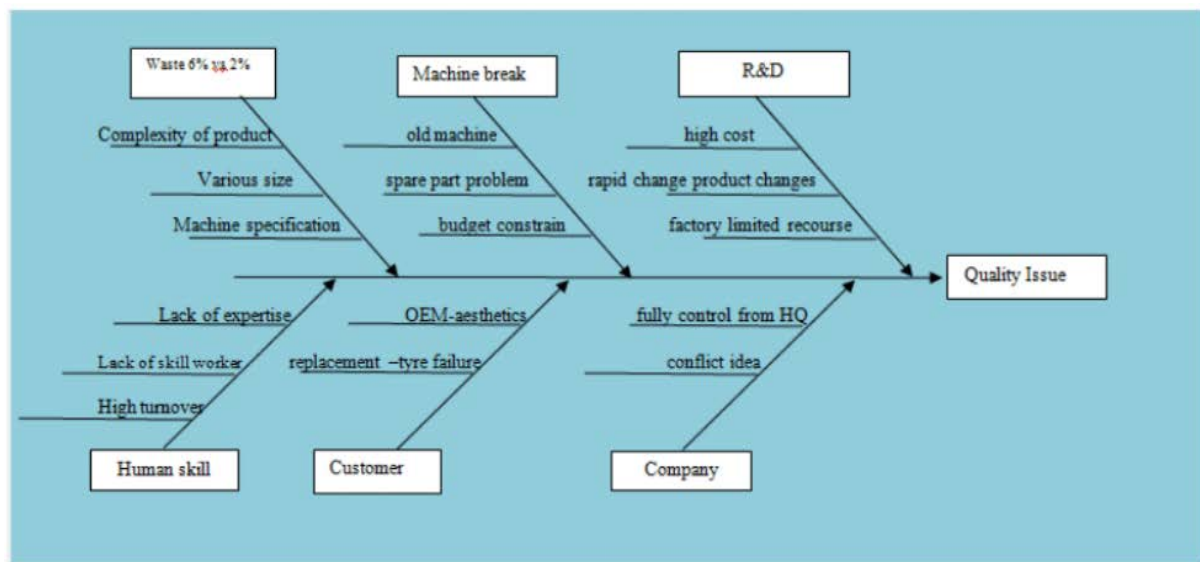 Waste 6% vs 2%
Machine break
R&D
Complexity of product
old machine
high cost
Various size
spare part problem
rapid change product changes
Machine specification
budget constrain
factory limited recourse
Quality Issue
Lack of expertise
OEM-aesthetics
fully control from HQ
Lack of skill worker
replacement –tyre failure
conflict idea
High turnover
Human skill
Customer
Company